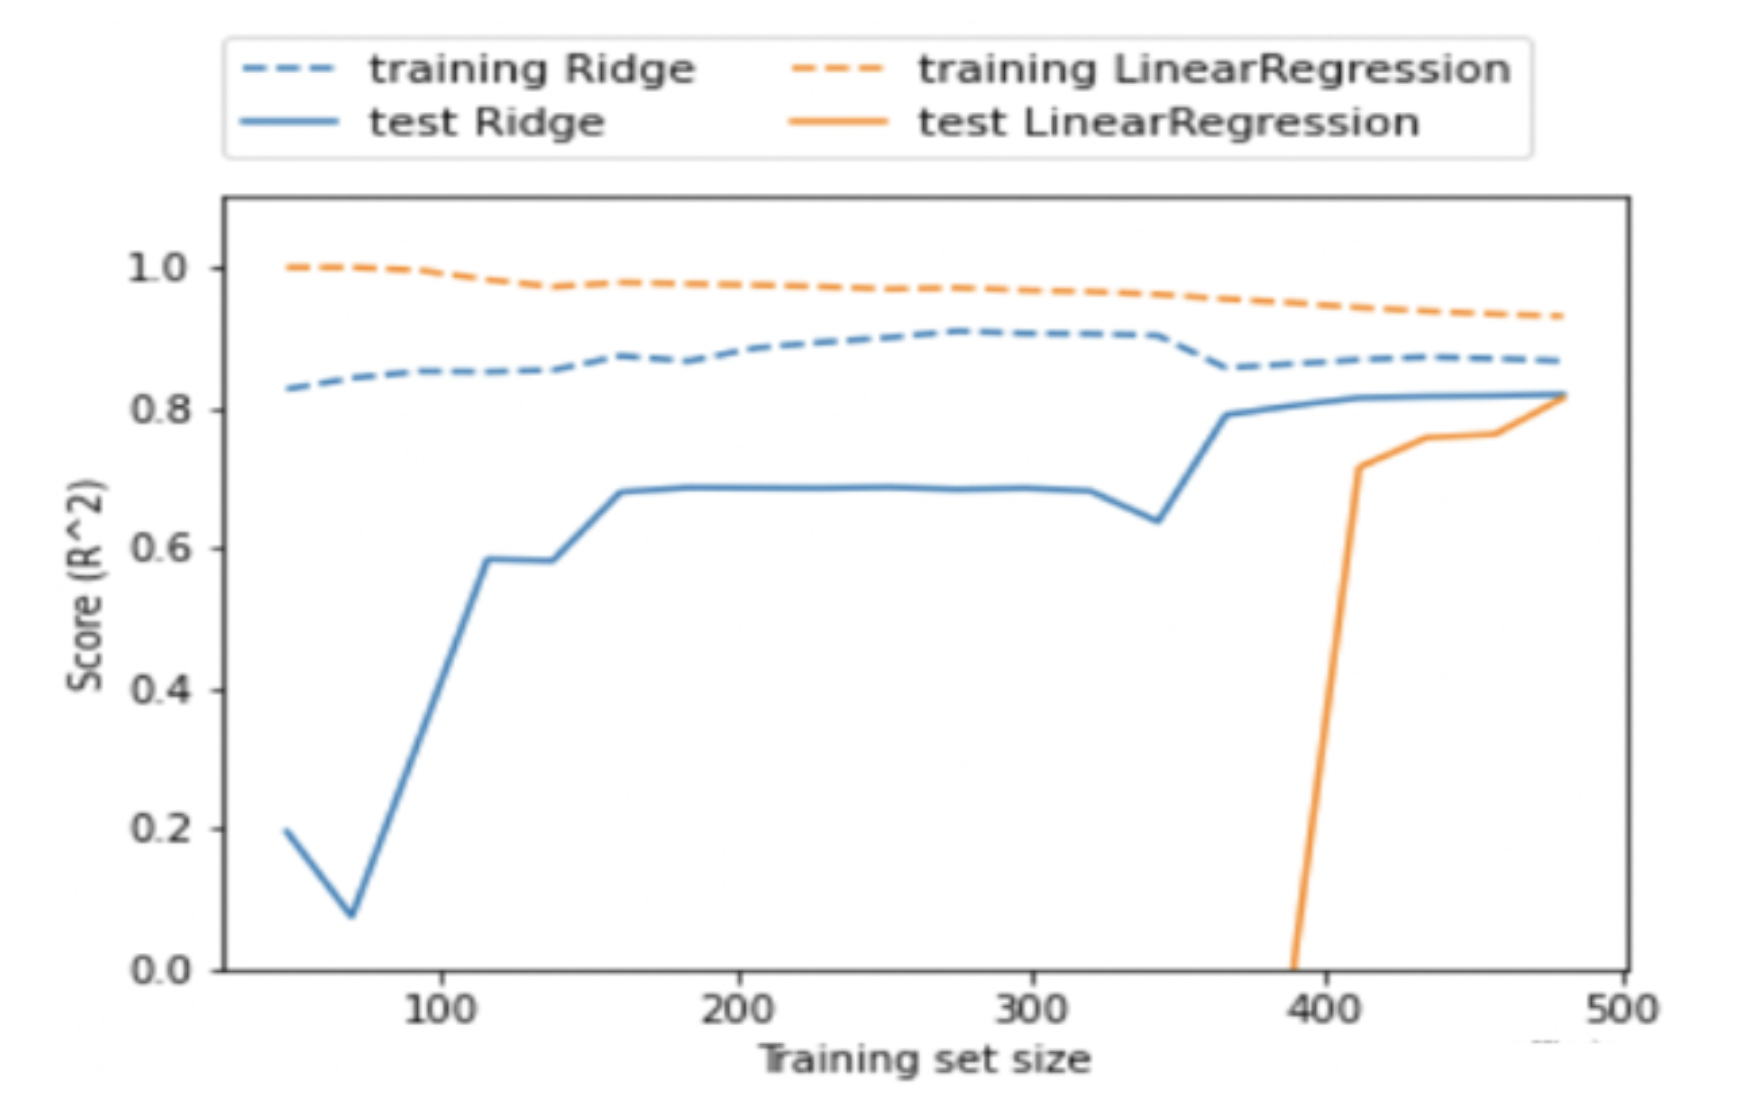 training Ridge
training LinearRegression
test Ridge
test LinearRegression
1.0
0.8
0.6
0.4
0.2
0.0
Score (R^2)
100 200 300 400 500
Training set size